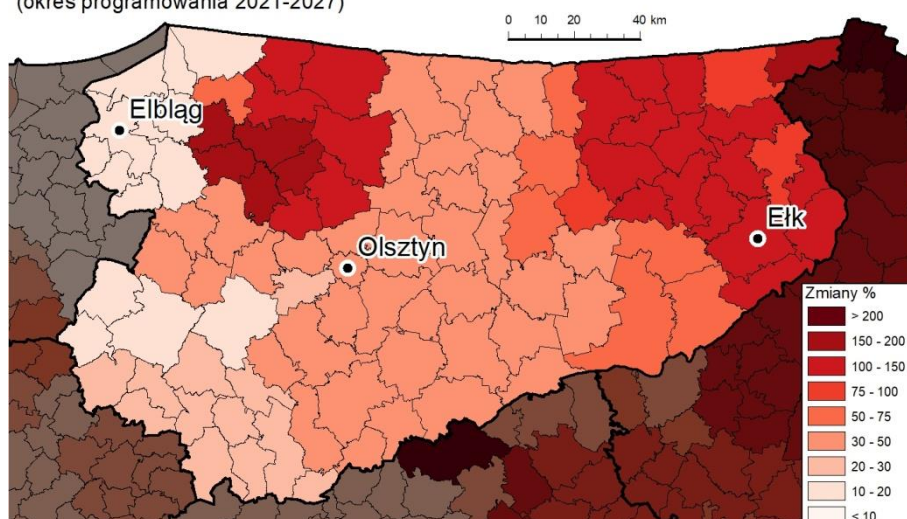 (okres programowania 2021-2027)
0 10 20 40 km
Elbląg
Ełk
Olsztyn
Zmiany %
> 200
150 - 200
100 - 150
75 - 100
50 - 75
30 - 50
20 - 30
10 - 20
< 10